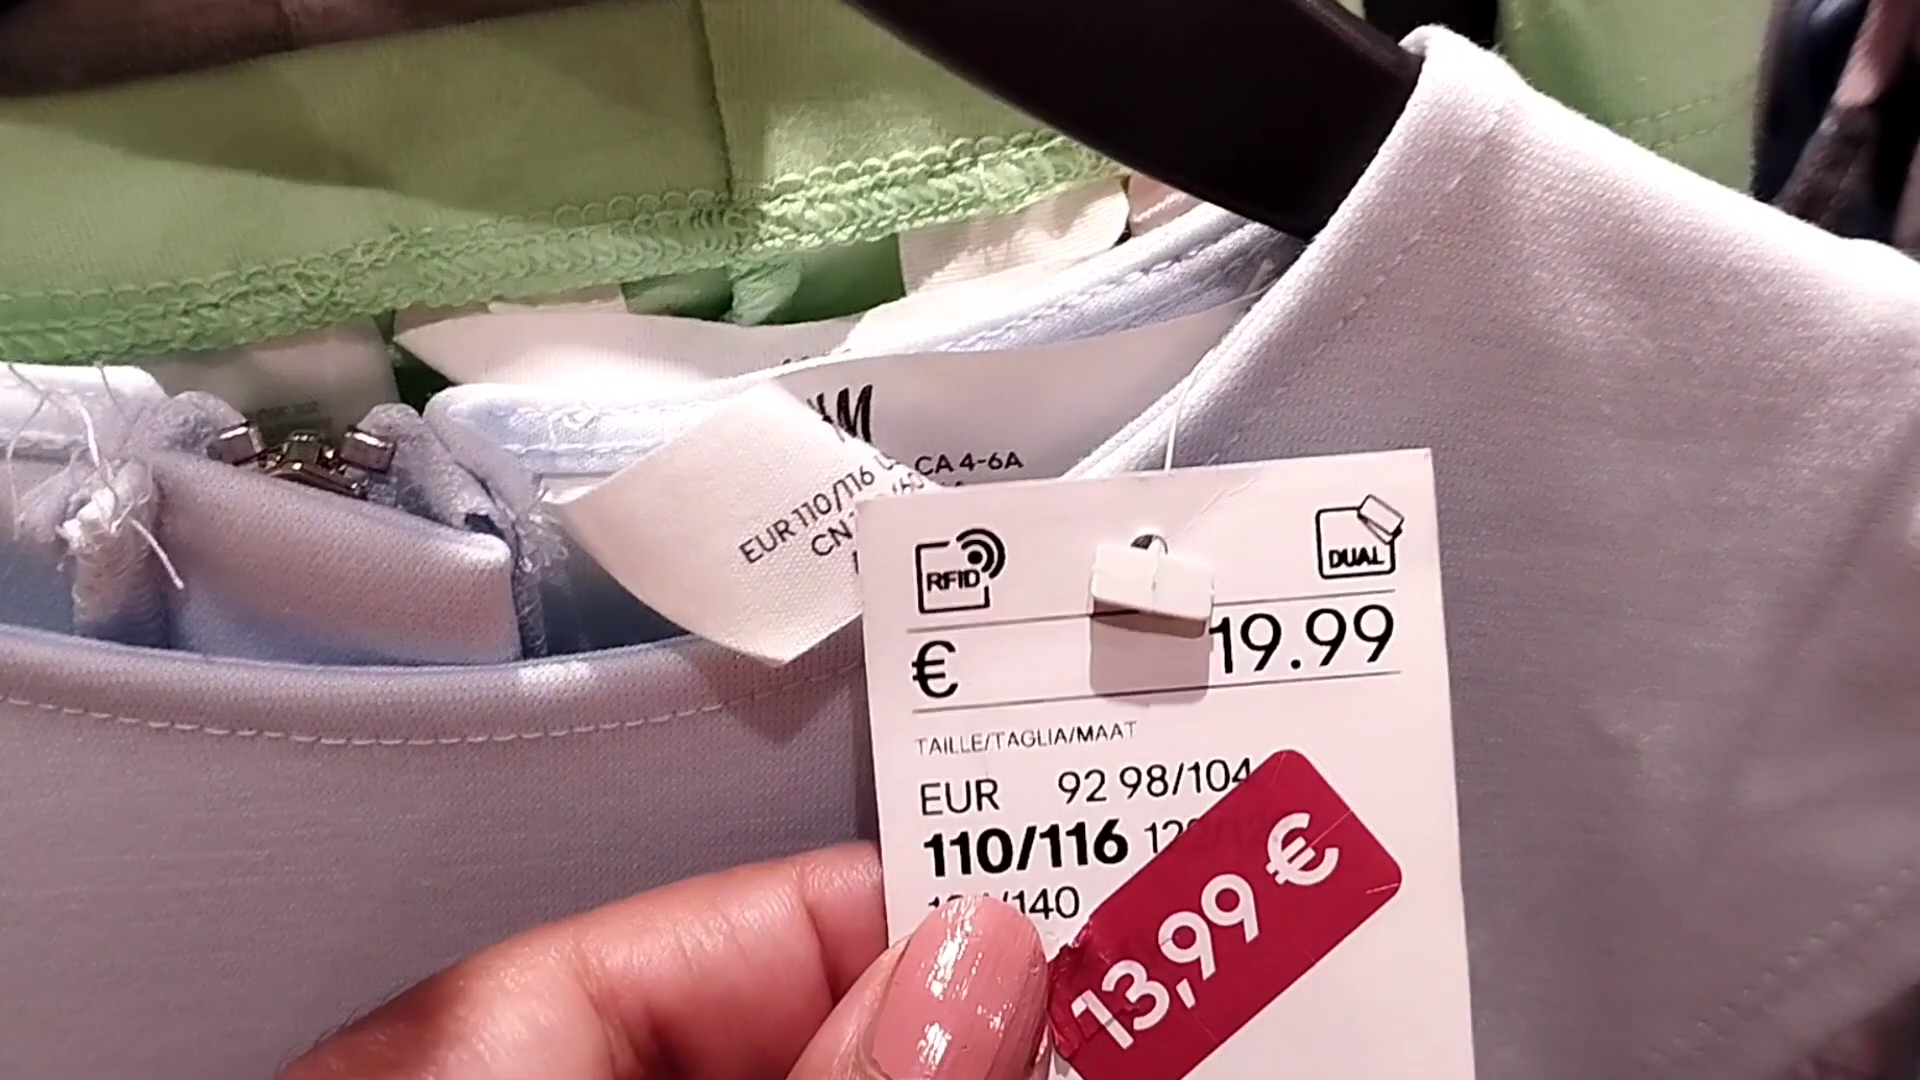 H&M
CA 4-6A
EUR 110/116
CN
RFID
DUAL
€ 19.99
TAILLE/TAGLIA/MAAT
EUR 92 98/104
110/116
/140
13,99 €